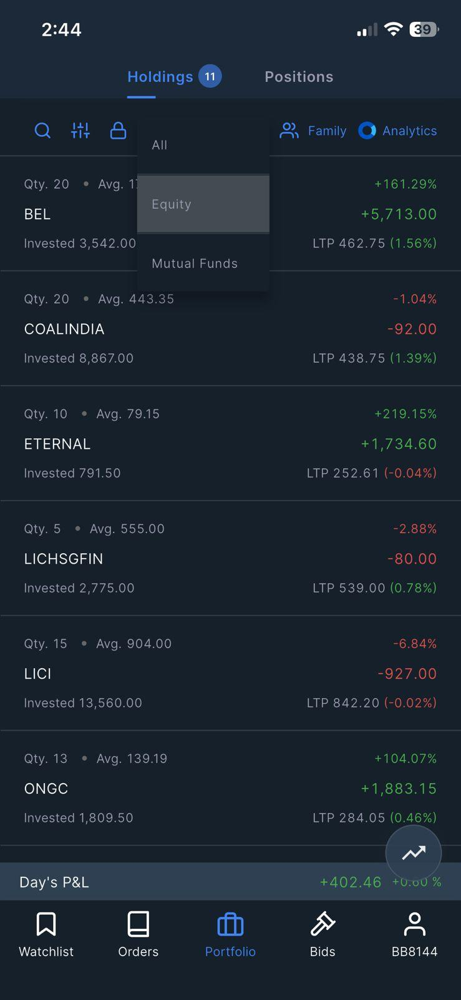 2:44
39
Holdings 11 Positions
All
Family Analytics
Equity
Mutual Funds
Qty. 20 • Avg. +161.29%
BEL +5,713.00
Invested 3,542.00 LTP 462.75 (1.56%)
Qty. 20 • Avg. 443.35 -1.04%
COALINDIA -92.00
Invested 8,867.00 LTP 438.75 (1.39%)
Qty. 10 • Avg. 79.15 +219.15%
ETERNAL +1,734.60
Invested 791.50 LTP 252.61 (-0.04%)
Qty. 5 • Avg. 555.00 -2.88%
LICHSGFIN -80.00
Invested 2,775.00 LTP 539.00 (0.78%)
Qty. 15 • Avg. 904.00 -6.84%
LICI -927.00
Invested 13,560.00 LTP 842.20 (-0.02%)
Qty. 13 • Avg. 139.19 +104.07%
ONGC +1,883.15
Invested 1,809.50 LTP 284.05 (0.46%)
Day's P&L +402.46 +0.60 %
Watchlist Orders Portfolio Bids BB8144